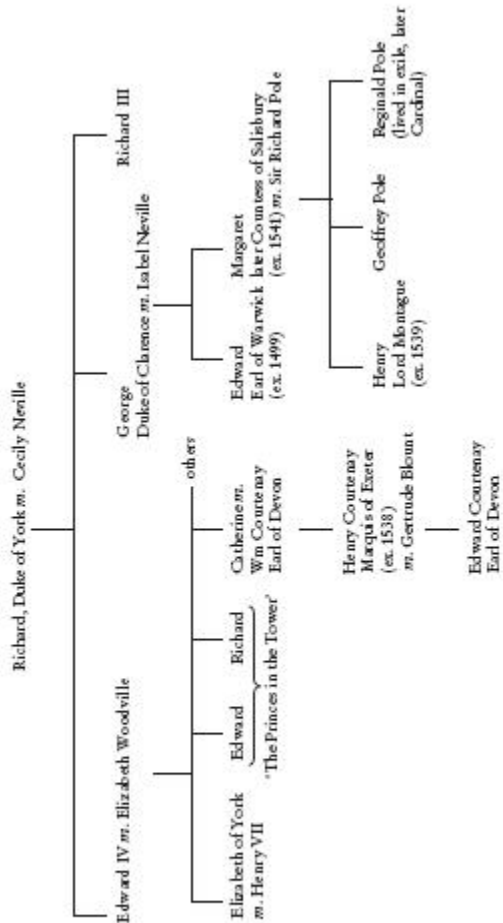 Richard, Duke of York m. Cecily Neville
Edward IV m. Elizabeth Woodville
George
Duke of Clarence m. Isabel Neville
Richard III
Elizabeth of York
m. Henry VII
Edward
Richard
'The Princes in the Tower'
Catherine m.
Wm Courtenay
Earl of Devon
others
Edward
Earl of Warwick
(ex. 1499)
Margaret
later Countess of Salisbury
(ex. 1541) m. Sir Richard Pole
Henry Courtenay
Marquis of Exeter
(ex. 1538)
m. Gertrude Blount
Henry
Lord Montague
(ex. 1539)
Geoffrey Pole
Reginald Pole
(lived in exile, later
Cardinal)
Edward Courtenay
Earl of Devon